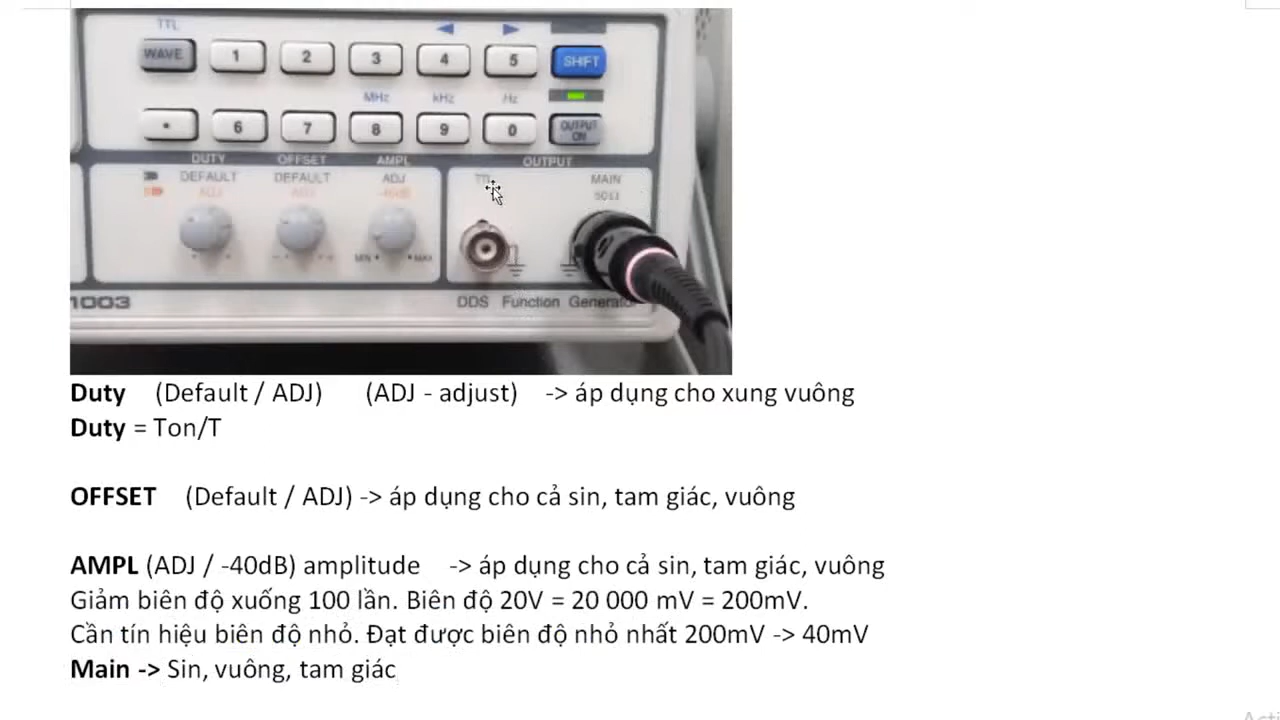 TTL
WAVE 1 2 3 4 5 SHIFT
MHz kHz Hz
• 6 7 8 9 0 OUTPUT ON
DUTY OFFSET AMPL OUTPUT
DEFAULT DEFAULT ADJ TTL MAIN
ADJ ADJ -40dB 50Ω
MIN MAX
1003 DDS Function Generator
Duty (Default / ADJ) (ADJ - adjust) -> áp dụng cho xung vuông
Duty = Ton/T
OFFSET (Default / ADJ) -> áp dụng cho cả sin, tam giác, vuông
AMPL (ADJ / -40dB) amplitude -> áp dụng cho cả sin, tam giác, vuông
Giảm biên độ xuống 100 lần. Biên độ 20V = 20 000 mV = 200mV.
Cần tín hiệu biên độ nhỏ. Đạt được biên độ nhỏ nhất 200mV -> 40mV
Main -> Sin, vuông, tam giác